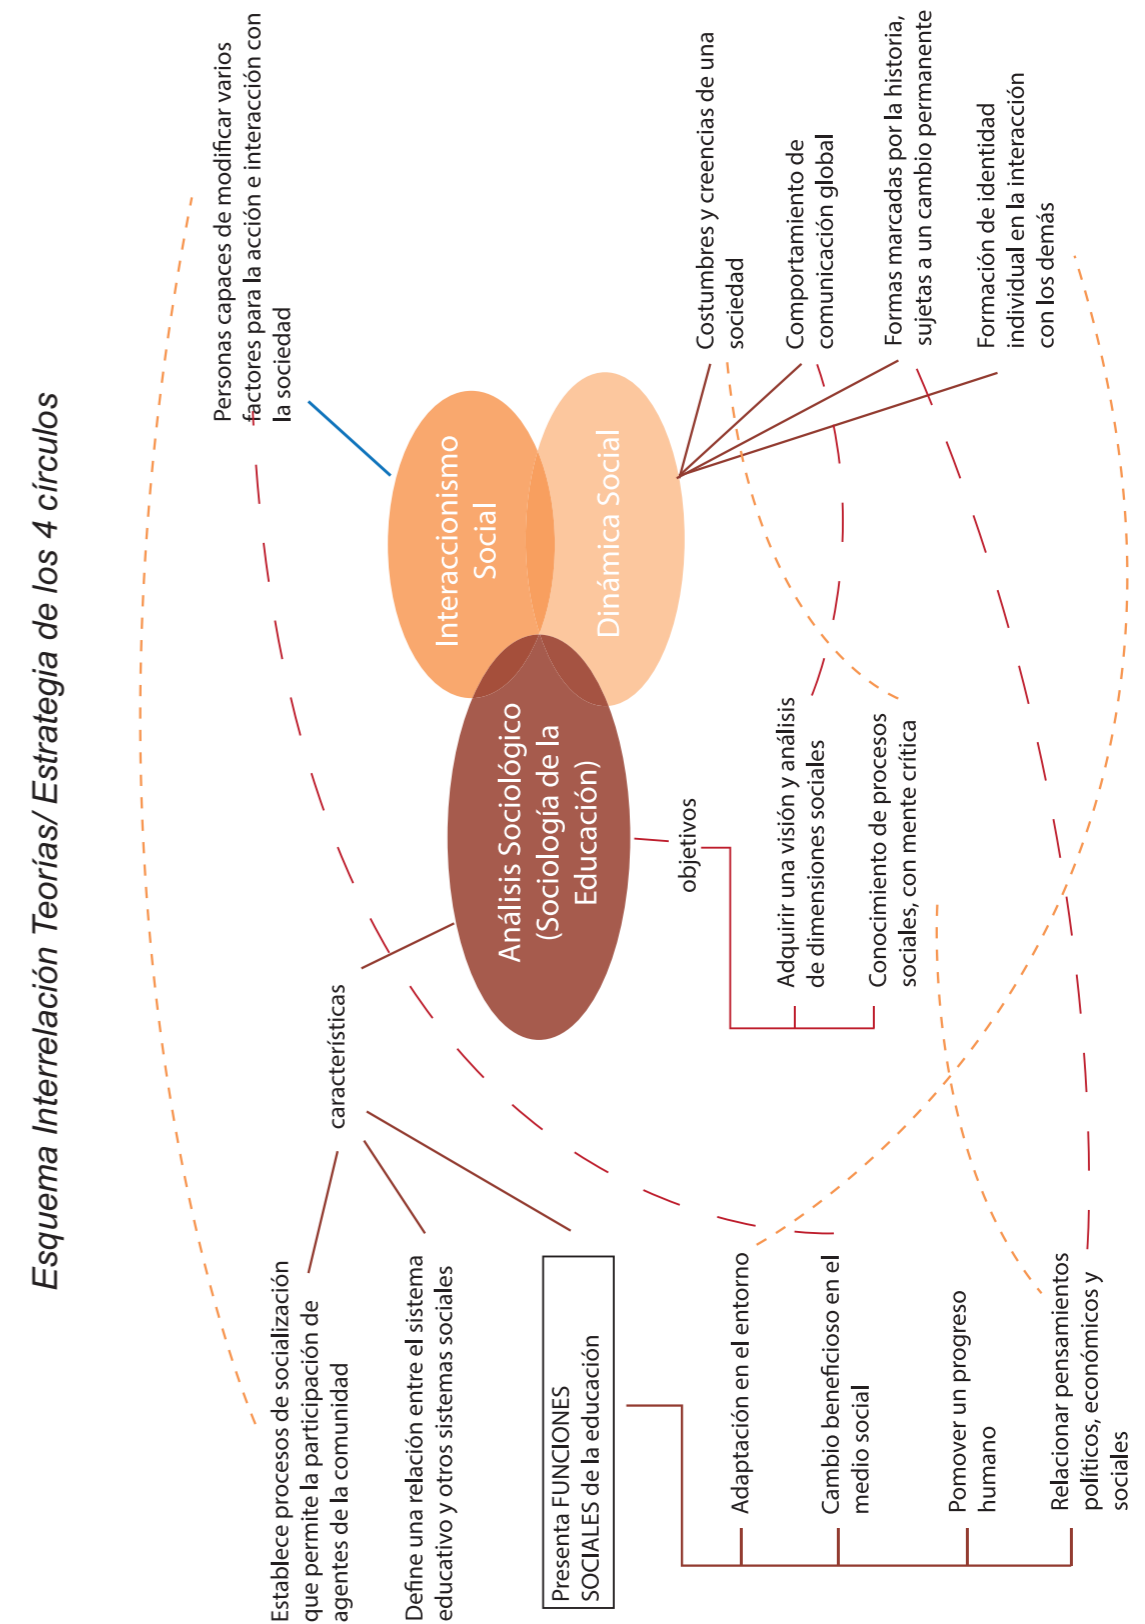 Esquema Interrelación Teorías/ Estrategia de los 4 círculos
Establece procesos de socialización
que permite la participación de
agentes de la comunidad
Define una relación entre el sistema
educativo y otros sistemas sociales
Presenta FUNCIONES
SOCIALES de la educación
Adaptación en el entorno
Cambio beneficioso en el
medio social
Pomover un progreso
humano
Relacionar pensamientos
políticos, económicos y
sociales
características
Análisis Sociológico
(Sociología de la
Educación)
objetivos
Adquirir una visión y análisis
de dimensiones sociales
Conocimiento de procesos
sociales, con mente crítica
Interaccionismo
Social
Dinámica Social
Personas capaces de modificar varios
factores para la acción e interacción con
la sociedad
Costumbres y creencias de una
sociedad
Comportamiento de
comunicación global
Formas marcadas por la historia,
sujetas a un cambio permanente
Formación de identidad
individual en la interacción
con los demás